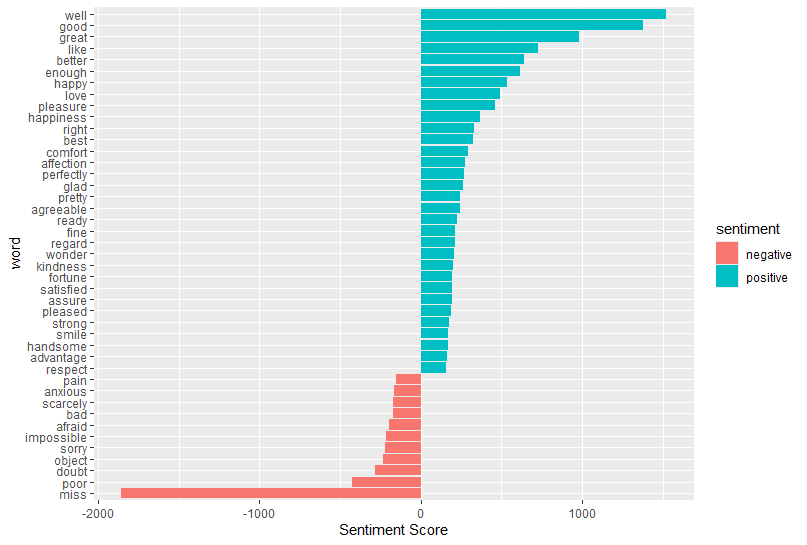 well
good
great
like
better
enough
happy
love
pleasure
happiness
right
best
comfort
affection
perfectly
glad
pretty
agreeable
ready
fine
regard
wonder
kindness
fortune
satisfied
assure
pleased
strong
smile
handsome
advantage
respect
pain
anxious
scarcely
bad
afraid
impossible
sorry
object
doubt
poor
miss
word
-2000 -1000 0 1000
Sentiment Score
sentiment
negative
positive